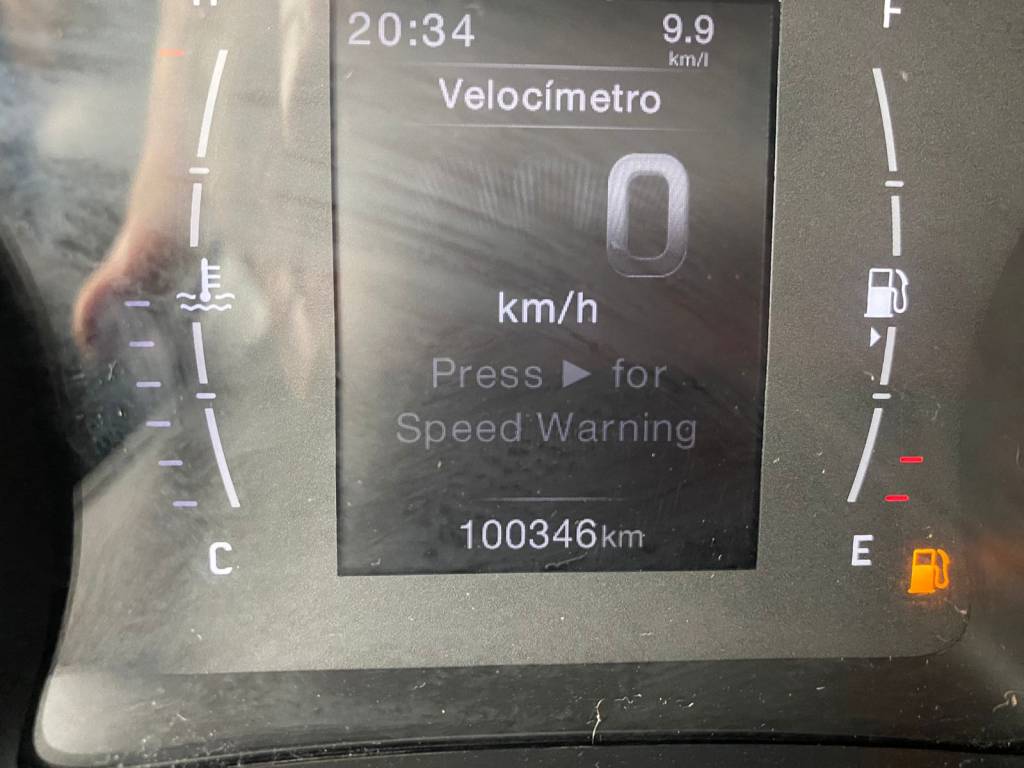 20:34
9.9
km/l
Velocímetro
0
km/h
Press ▶ for
Speed Warning
100346km
F
C
E